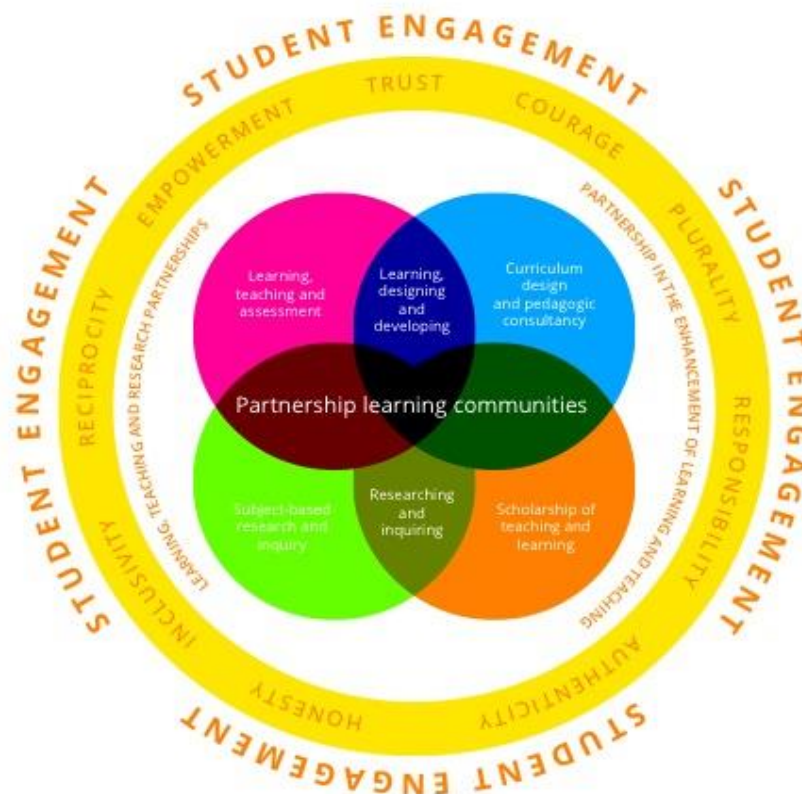 STUDENT ENGAGEMENT
STUDENT ENGAGEMENT
STUDENT ENGAGEMENT
STUDENT ENGAGEMENT
TRUST
COURAGE
PLURALITY
RESPONSIBILITY
AUTHENTICITY
HONESTY
INCLUSIVITY
RECIPROCITY
EMPOWERMENT
LEARNING, TEACHING AND RESEARCH PARTNERSHIPS
PARTNERSHIP IN THE ENHANCEMENT OF LEARNING AND TEACHING
Learning,
teaching and
assessment
Learning,
designing
and
developing
Curriculum
design
and pedagogic
consultancy
Partnership learning communities
Subject-based
research and
inquiry
Researching
and
inquiring
Scholarship of
teaching and
learning